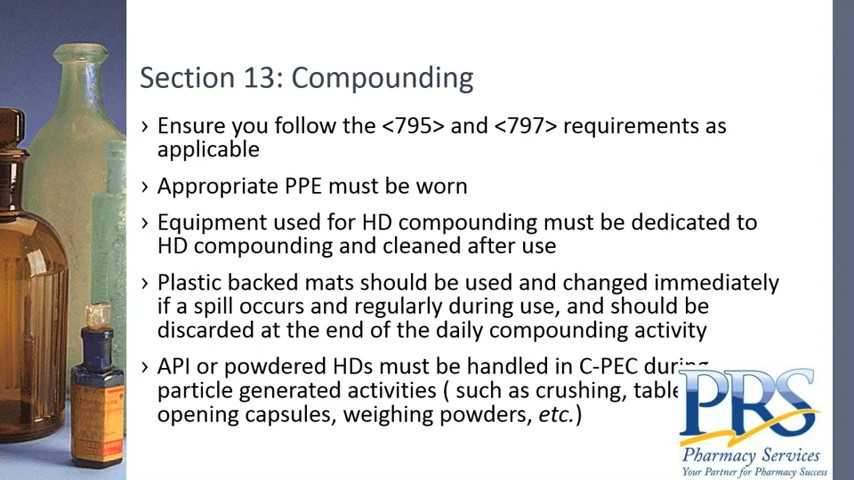 Section 13: Compounding
› Ensure you follow the <795> and <797> requirements as
applicable
› Appropriate PPE must be worn
› Equipment used for HD compounding must be dedicated to
HD compounding and cleaned after use
› Plastic backed mats should be used and changed immediately
if a spill occurs and regularly during use, and should be
discarded at the end of the daily compounding activity
› API or powdered HDs must be handled in C-PEC during
particle generated activities ( such as crushing,
opening capsules, weighing powders, etc.)
PRS
Pharmacy Services
Your Partner for Pharmacy Success